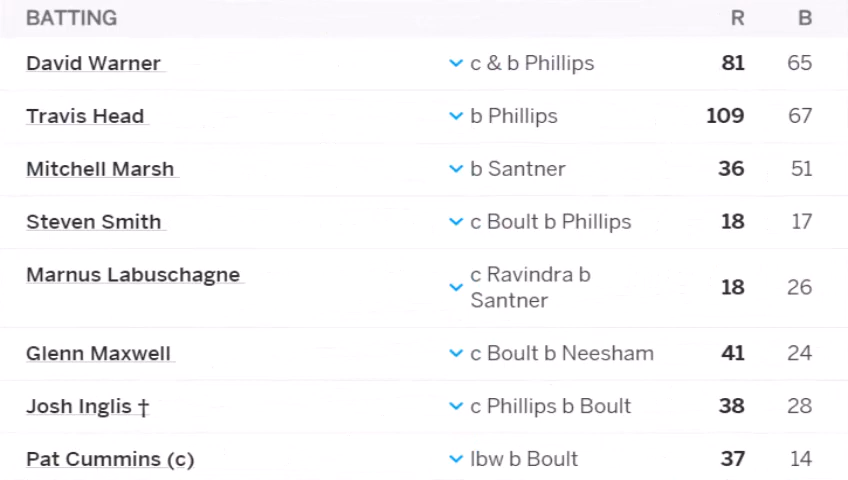 BATTING R B
David Warner c & b Phillips 81 65
Travis Head b Phillips 109 67
Mitchell Marsh b Santner 36 51
Steven Smith c Boult b Phillips 18 17
Marnus Labuschagne c Ravindra b
Santner 18 26
Glenn Maxwell c Boult b Neesham 41 24
Josh Inglis † c Phillips b Boult 38 28
Pat Cummins (c) lbw b Boult 37 14